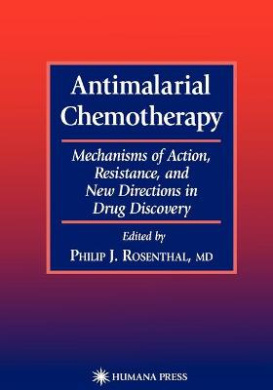 Antimalarial
Chemotherapy
Mechanisms of Action,
Resistance, and
New Directions in
Drug Discovery
Edited by
PHILIP J. ROSENTHAL, MD
HUMANA PRESS